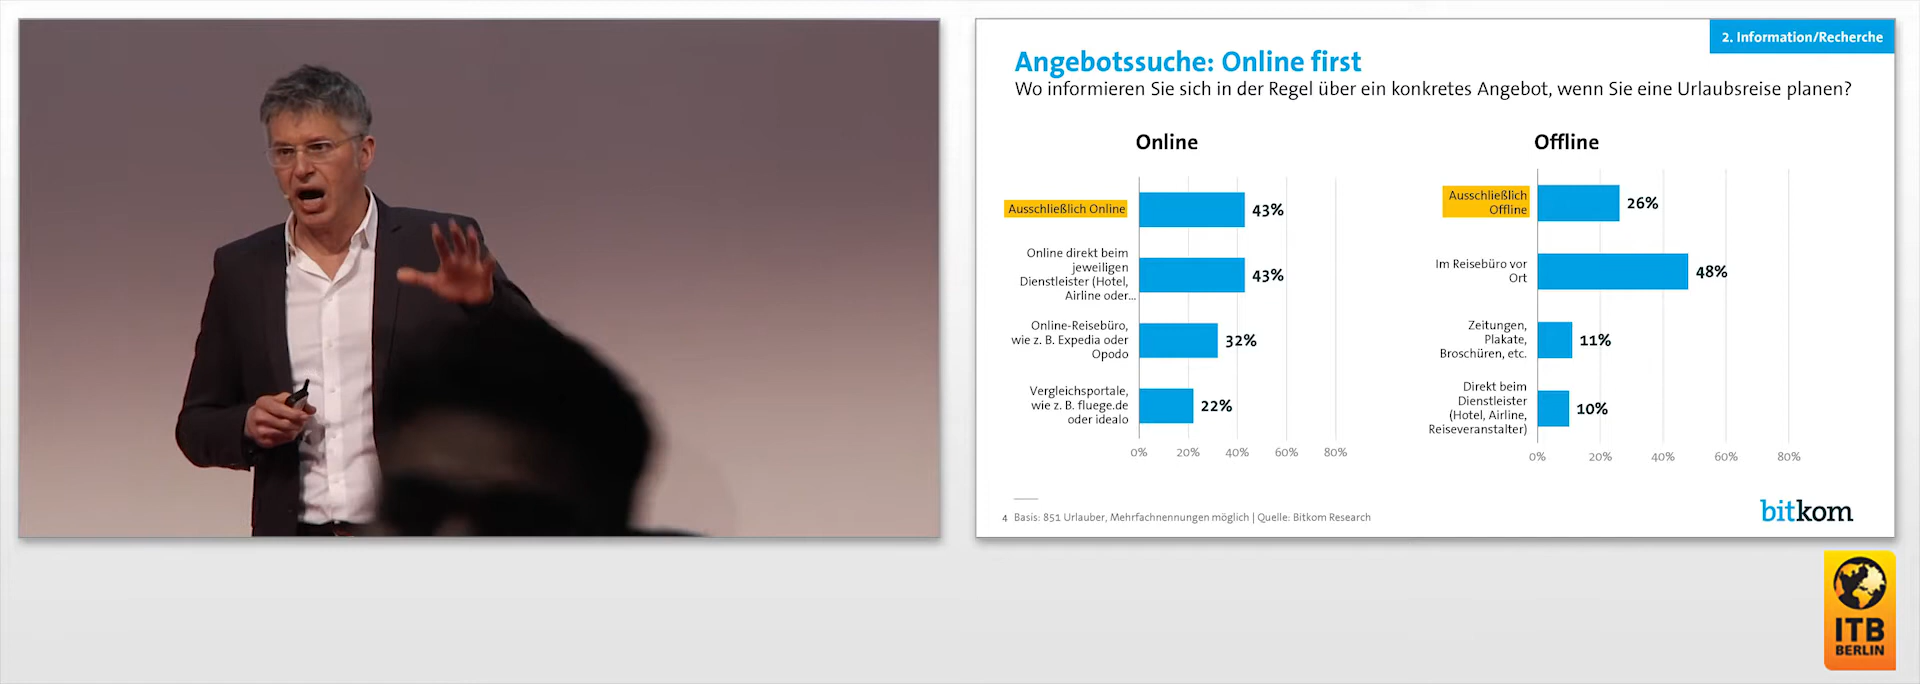 2. Information/Recherche
Angebotssuche: Online first
Wo informieren Sie sich in der Regel über ein konkretes Angebot, wenn Sie eine Urlaubsreise planen?
Online
Ausschließlich Online
43%
Online direkt beim
jeweiligen
Dienstleister (Hotel,
Airline oder...
43%
Online-Reisebüro,
wie z. B. Expedia oder
Opodo
32%
Vergleichsportale,
wie z. B. fluege.de
oder idealo
22%
0% 20% 40% 60% 80%
Offline
Ausschließlich
Offline
26%
Im Reisebüro vor
Ort
48%
Zeitungen,
Plakate,
Broschüren, etc.
11%
Direkt beim
Dienstleister
(Hotel, Airline,
Reiseveranstalter)
10%
0% 20% 40% 60% 80%
4 Basis: 851 Urlauber, Mehrfachnennungen möglich | Quelle: Bitkom Research
bitkom
ITB
BERLIN